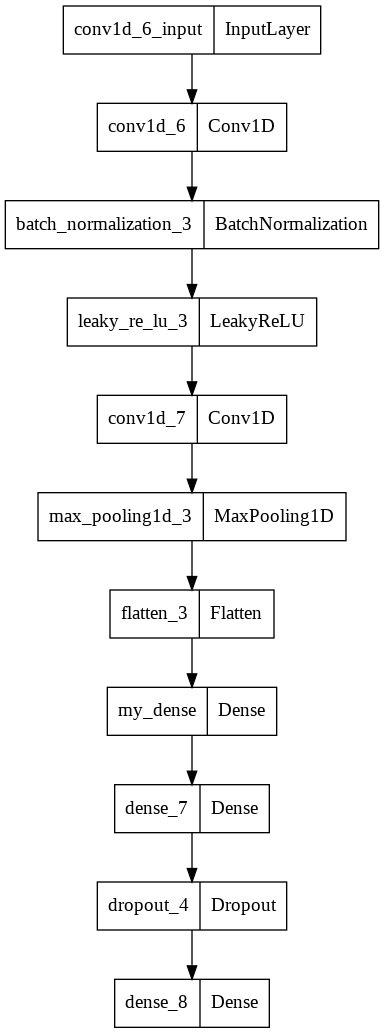 conv1d_6_input InputLayer
conv1d_6 Conv1D
batch_normalization_3 BatchNormalization
leaky_re_lu_3 LeakyReLU
conv1d_7 Conv1D
max_pooling1d_3 MaxPooling1D
flatten_3 Flatten
my_dense Dense
dense_7 Dense
dropout_4 Dropout
dense_8 Dense